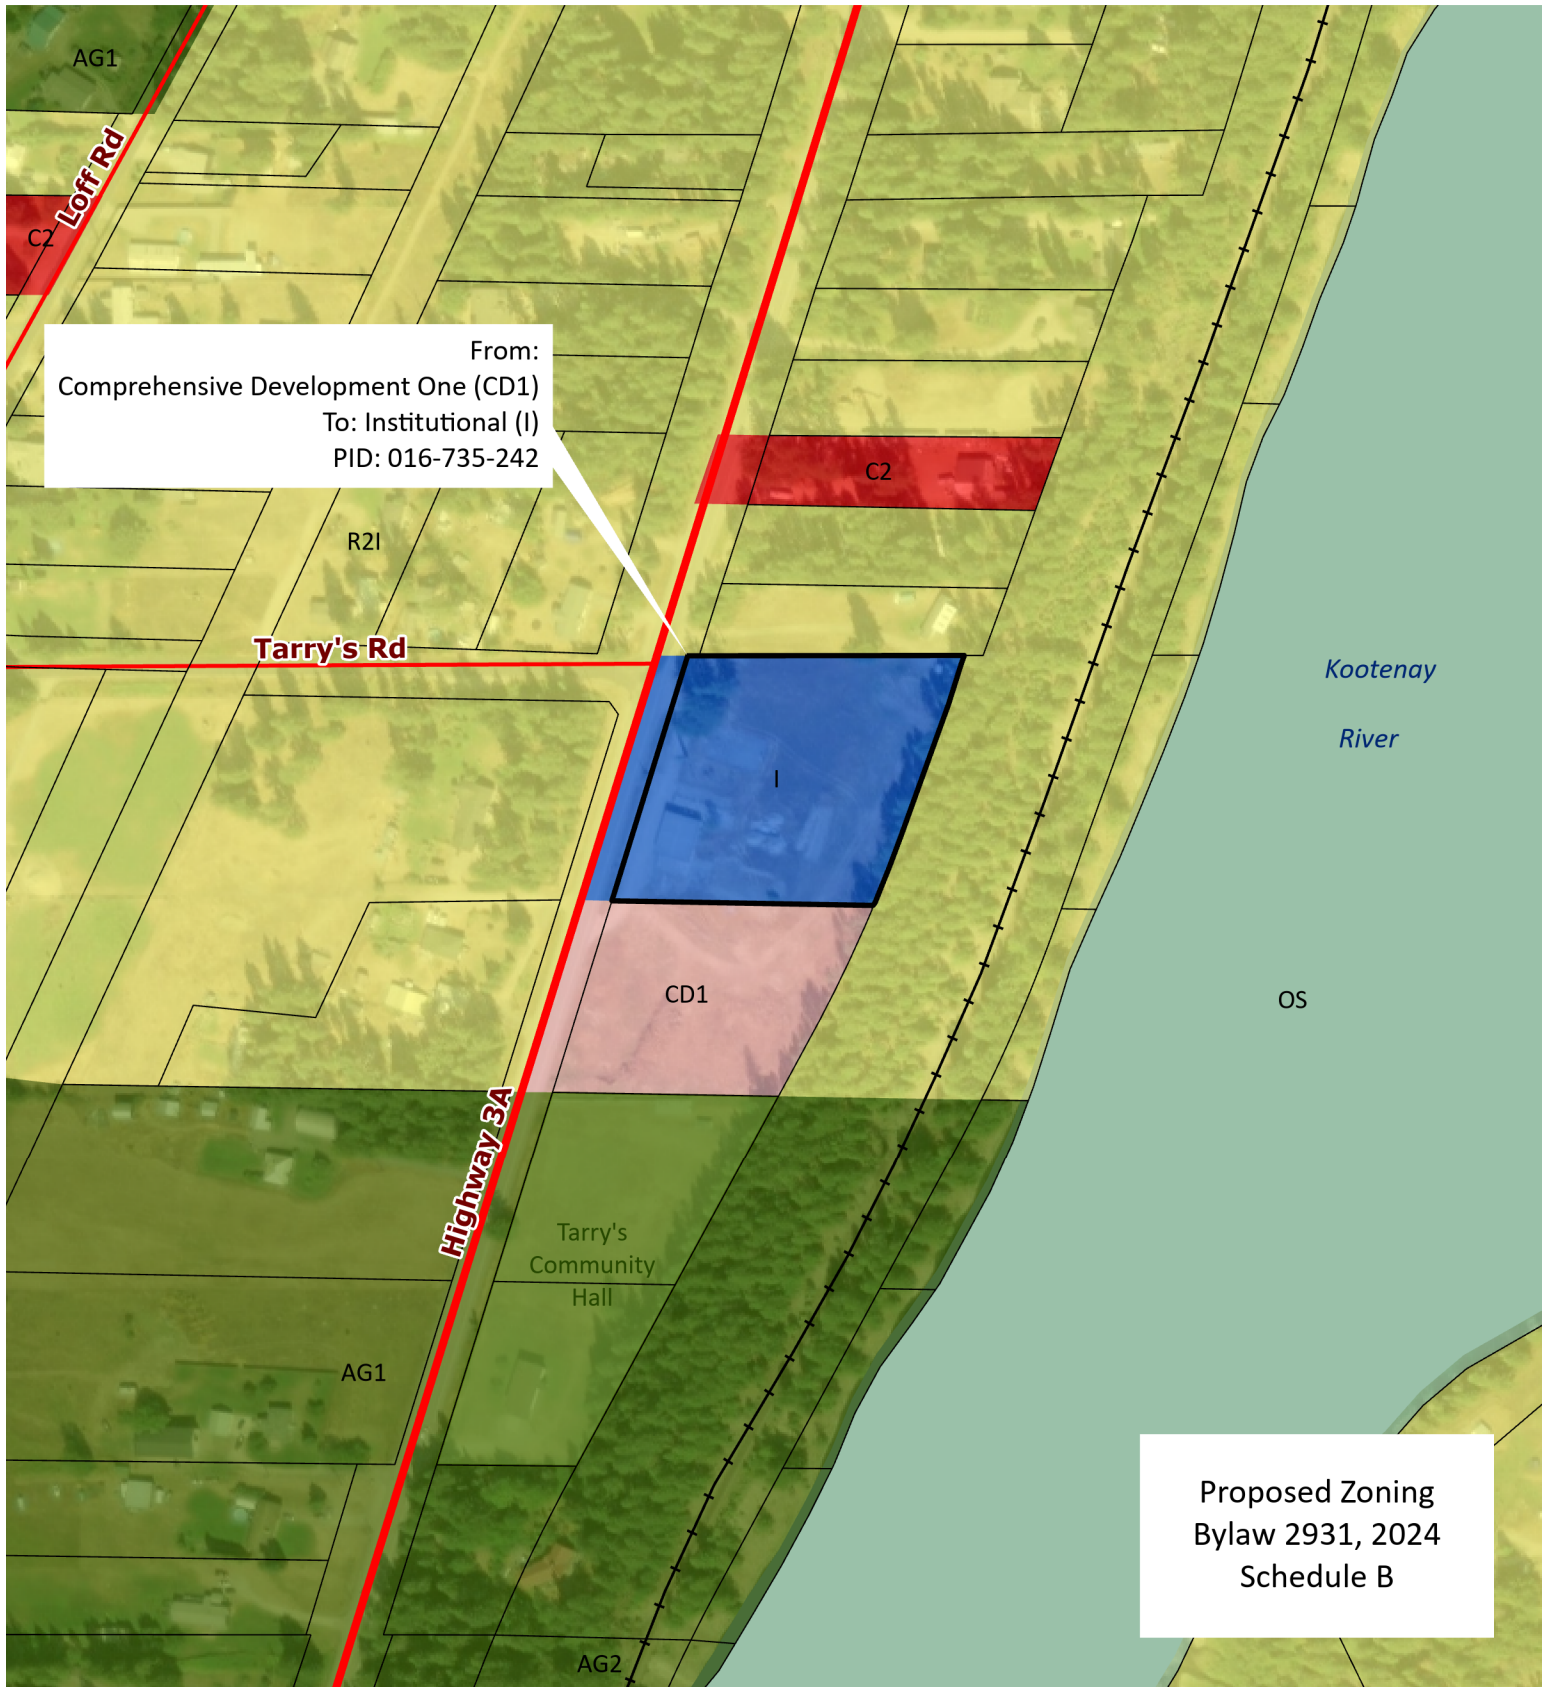 AG1
Loff Rd
C2
From:
Comprehensive Development One (CD1)
To: Institutional (I)
PID: 016-735-242
C2
R2I
Tarry's Rd
Kootenay
River
I
CD1
OS
Highway 3A
Tarry's
Community
Hall
AG1
Proposed Zoning
Bylaw 2931, 2024
Schedule B
AG2